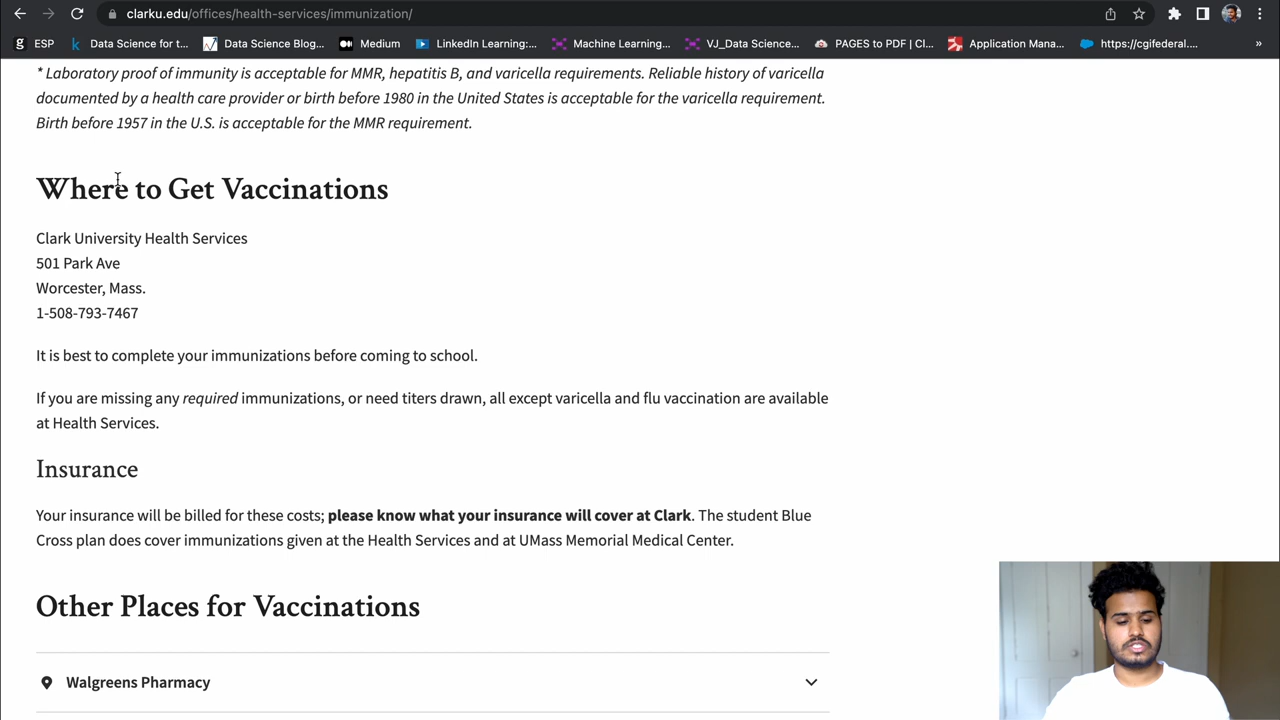 clarku.edu/offices/health-services/immunization/
ESP
Data Science for t...
Data Science Blog...
Medium
LinkedIn Learning:...
Machine Learning...
VJ_Data Science...
PAGES to PDF | Cl...
Application Mana...
https://cgifederal....
»
* Laboratory proof of immunity is acceptable for MMR, hepatitis B, and varicella requirements. Reliable history of varicella
documented by a health care provider or birth before 1980 in the United States is acceptable for the varicella requirement.
Birth before 1957 in the U.S. is acceptable for the MMR requirement.
Where to Get Vaccinations
Clark University Health Services
501 Park Ave
Worcester, Mass.
1-508-793-7467
It is best to complete your immunizations before coming to school.
If you are missing any required immunizations, or need titers drawn, all except varicella and flu vaccination are available
at Health Services.
Insurance
Your insurance will be billed for these costs; please know what your insurance will cover at Clark. The student Blue
Cross plan does cover immunizations given at the Health Services and at UMass Memorial Medical Center.
Other Places for Vaccinations
Walgreens Pharmacy